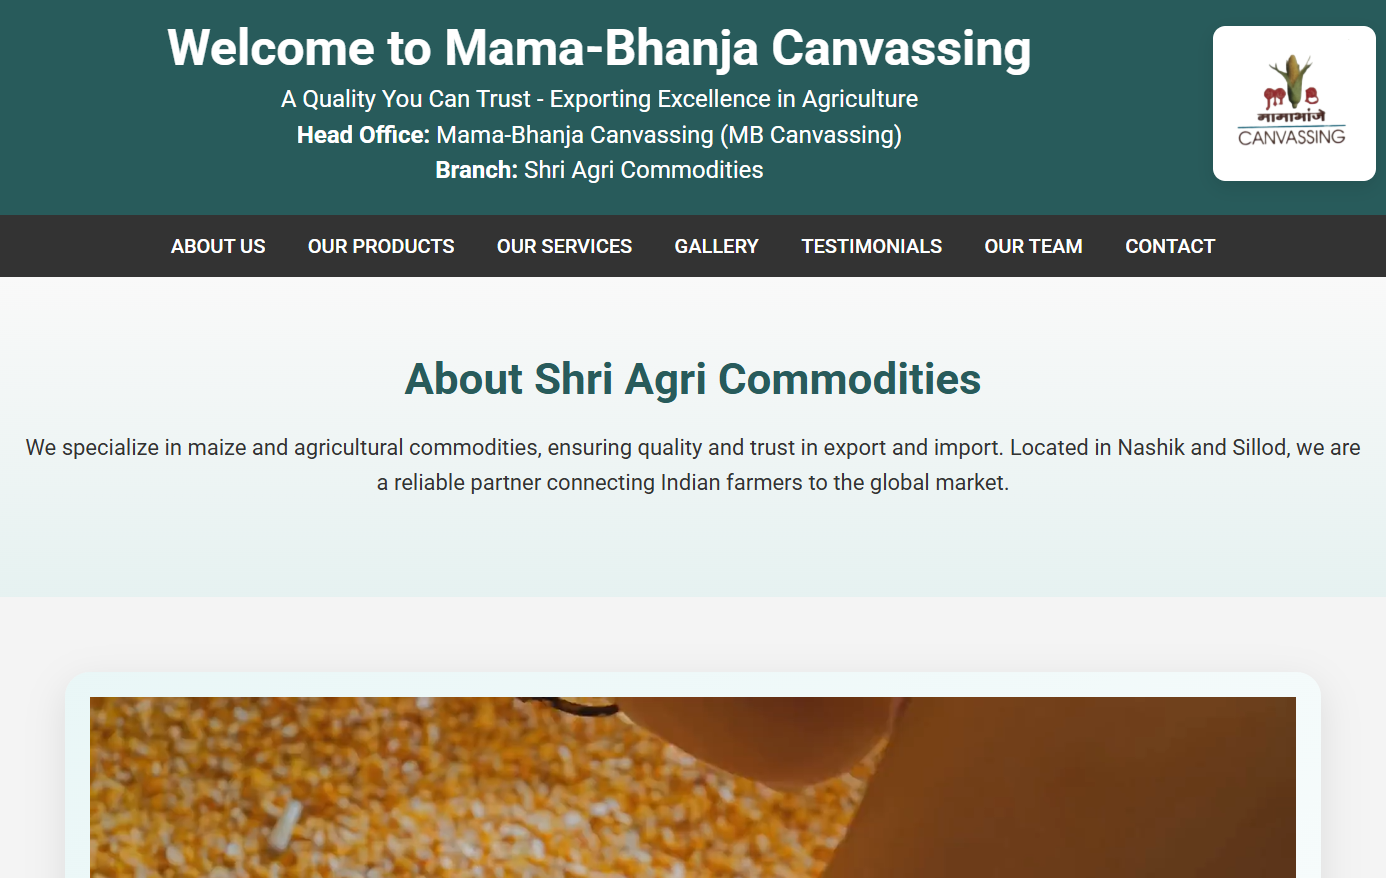 Welcome to Mama-Bhanja Canvassing
A Quality You Can Trust - Exporting Excellence in Agriculture
Head Office: Mama-Bhanja Canvassing (MB Canvassing)
Branch: Shri Agri Commodities
MB
मामाभांजे
CANVASSING
ABOUT US OUR PRODUCTS OUR SERVICES GALLERY TESTIMONIALS OUR TEAM CONTACT
About Shri Agri Commodities
We specialize in maize and agricultural commodities, ensuring quality and trust in export and import. Located in Nashik and Sillod, we are
a reliable partner connecting Indian farmers to the global market.